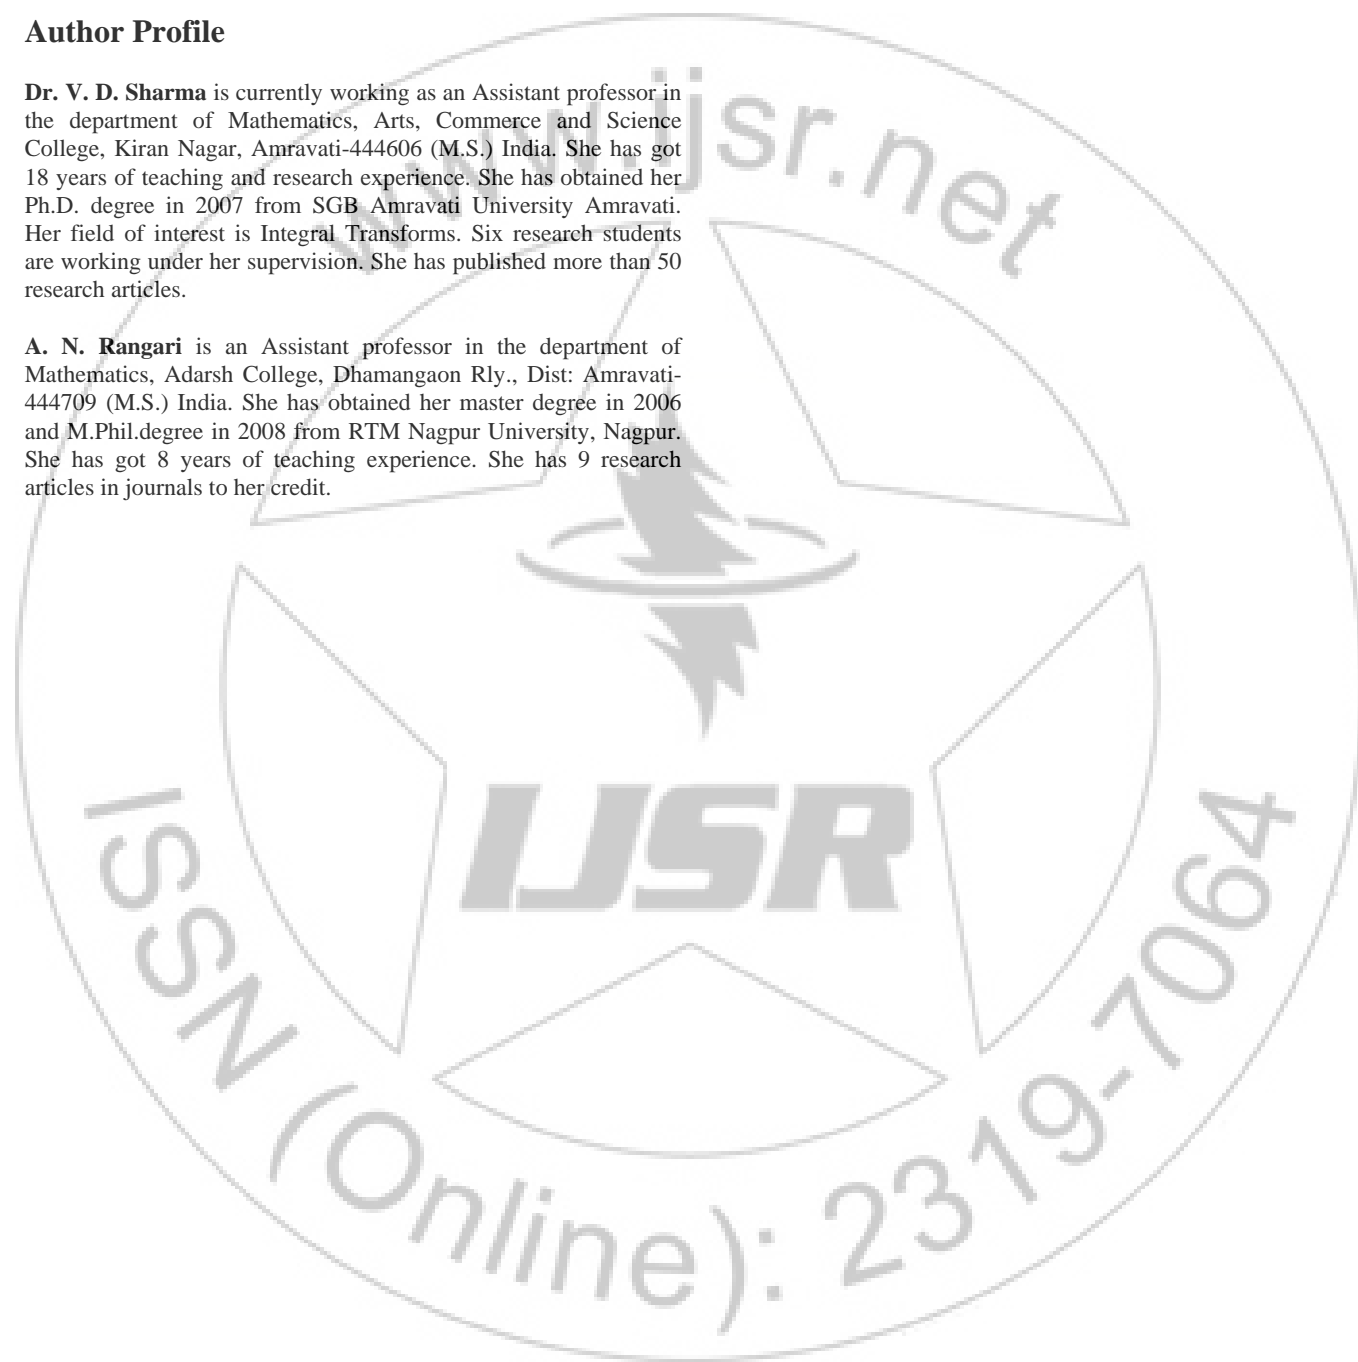 Author Profile
Dr. V. D. Sharma is currently working as an Assistant professor in
the department of Mathematics, Arts, Commerce and Science
College, Kiran Nagar, Amravati-444606 (M.S.) India. She has got
18 years of teaching and research experience. She has obtained her
Ph.D. degree in 2007 from SGB Amravati University Amravati.
Her field of interest is Integral Transforms. Six research students
are working under her supervision. She has published more than 50
research articles.
A. N. Rangari is an Assistant professor in the department of
Mathematics, Adarsh College, Dhamangaon Rly., Dist: Amravati-
444709 (M.S.) India. She has obtained her master degree in 2006
and M.Phil.degree in 2008 from RTM Nagpur University, Nagpur.
She has got 8 years of teaching experience. She has 9 research
articles in journals to her credit.
www.ijsr.net
IJSR
ISSN (Online): 2319-7064